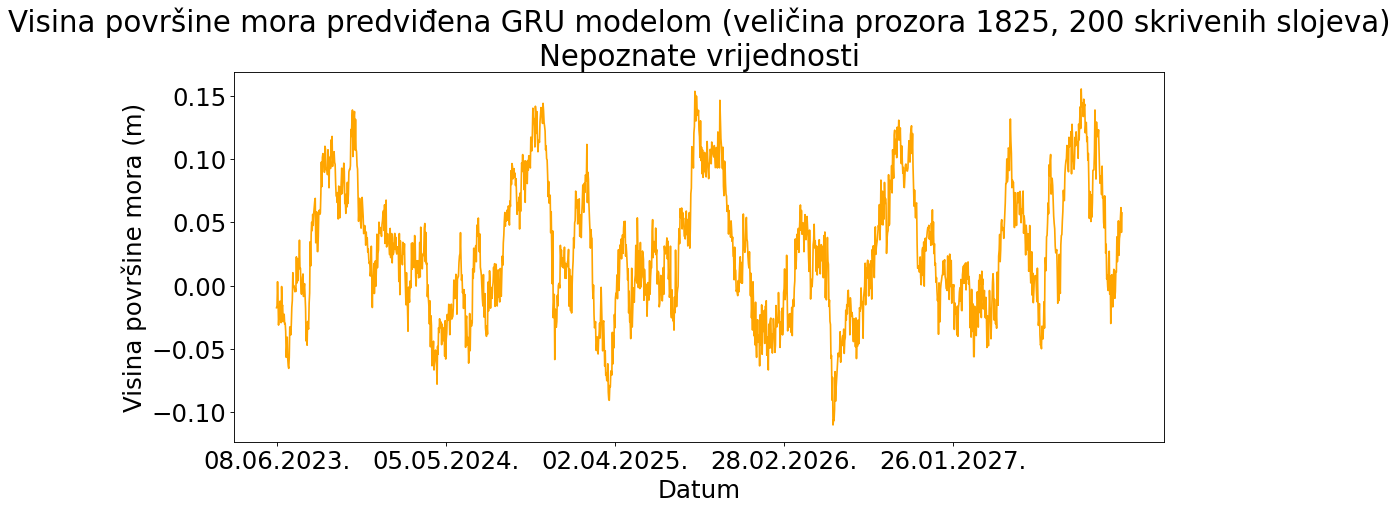 Visina površine mora predviđena GRU modelom (veličina prozora 1825, 200 skrivenih slojeva)
Nepoznate vrijednosti
Visina površine mora (m)
0.15
0.10
0.05
0.00
−0.05
−0.10
08.06.2023. 05.05.2024. 02.04.2025. 28.02.2026. 26.01.2027.
Datum